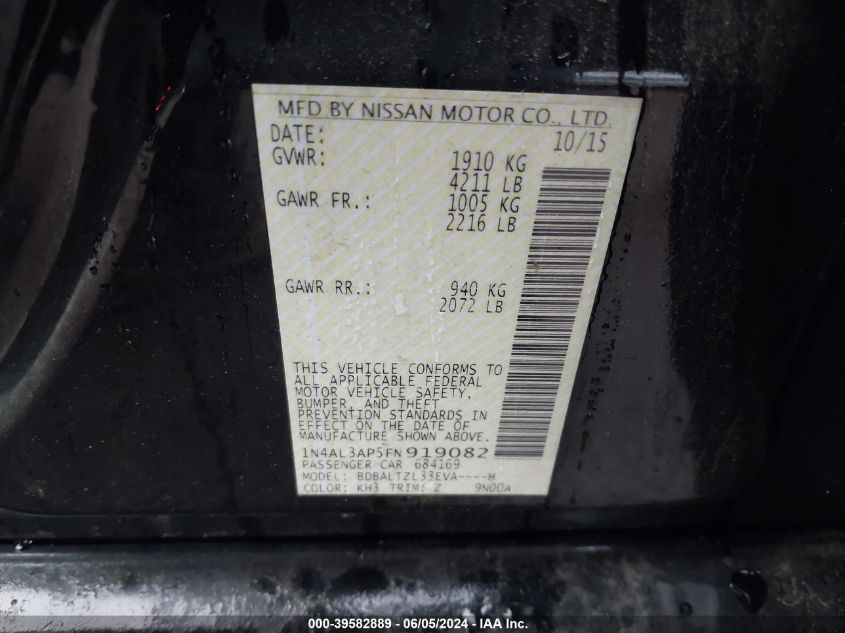 MFD BY NISSAN MOTOR CO., LTD.
DATE: 10/15
GVWR: 1910 KG
4211 LB
GAWR FR.: 1005 KG
2216 LB
GAWR RR.: 940 KG
2072 LB
THIS VEHICLE CONFORMS TO
ALL APPLICABLE FEDERAL
MOTOR VEHICLE SAFETY,
BUMPER, AND THEFT
PREVENTION STANDARDS IN
EFFECT ON THE DATE OF
MANUFACTURE SHOWN ABOVE.
1N4AL3AP5FN919082
PASSENGER CAR 684169
MODEL: BDBALTZL33EVA----H
COLOR: KH3 TRIM: Z 9N00A
000-39582889 - 06/05/2024 - IAA Inc.